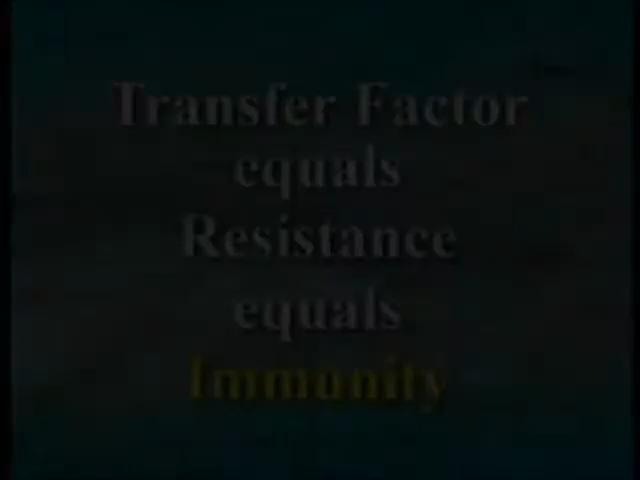 Transfer Factor
equals
Resistance
equals
Immunity